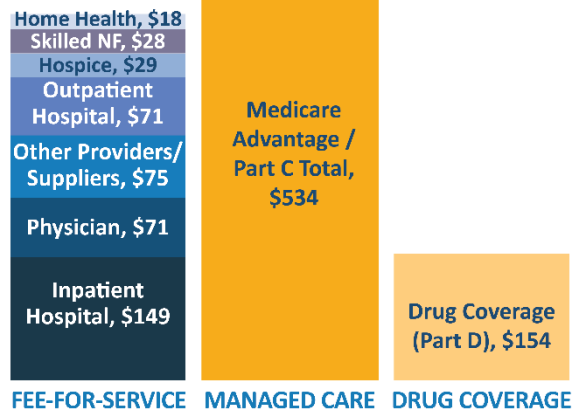 Home Health, $18
Skilled NF, $28
Hospice, $29
Outpatient
Hospital, $71
Other Providers/
Suppliers, $75
Physician, $71
Inpatient
Hospital, $149
FEE-FOR-SERVICE
Medicare
Advantage /
Part C Total,
$534
MANAGED CARE
Drug Coverage
(Part D), $154
DRUG COVERAGE